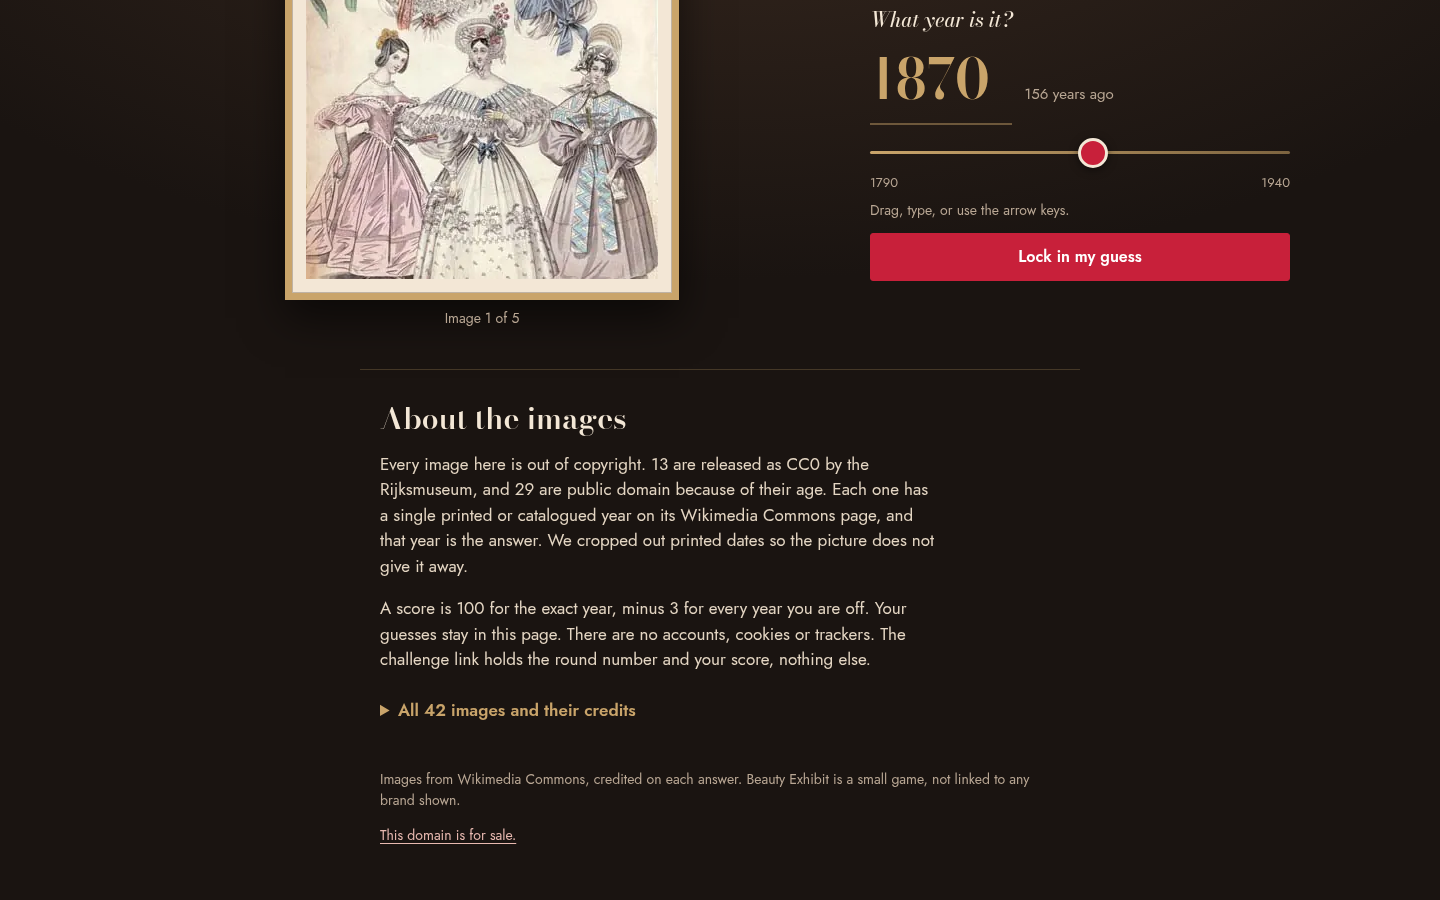 What year is it?
1870
156 years ago
1790
1940
Drag, type, or use the arrow keys.
Lock in my guess
Image 1 of 5
About the images
Every image here is out of copyright. 13 are released as CC0 by the
Rijksmuseum, and 29 are public domain because of their age. Each one has
a single printed or catalogued year on its Wikimedia Commons page, and
that year is the answer. We cropped out printed dates so the picture does not
give it away.
A score is 100 for the exact year, minus 3 for every year you are off. Your
guesses stay in this page. There are no accounts, cookies or trackers. The
challenge link holds the round number and your score, nothing else.
All 42 images and their credits
Images from Wikimedia Commons, credited on each answer. Beauty Exhibit is a small game, not linked to any
brand shown.
This domain is for sale.